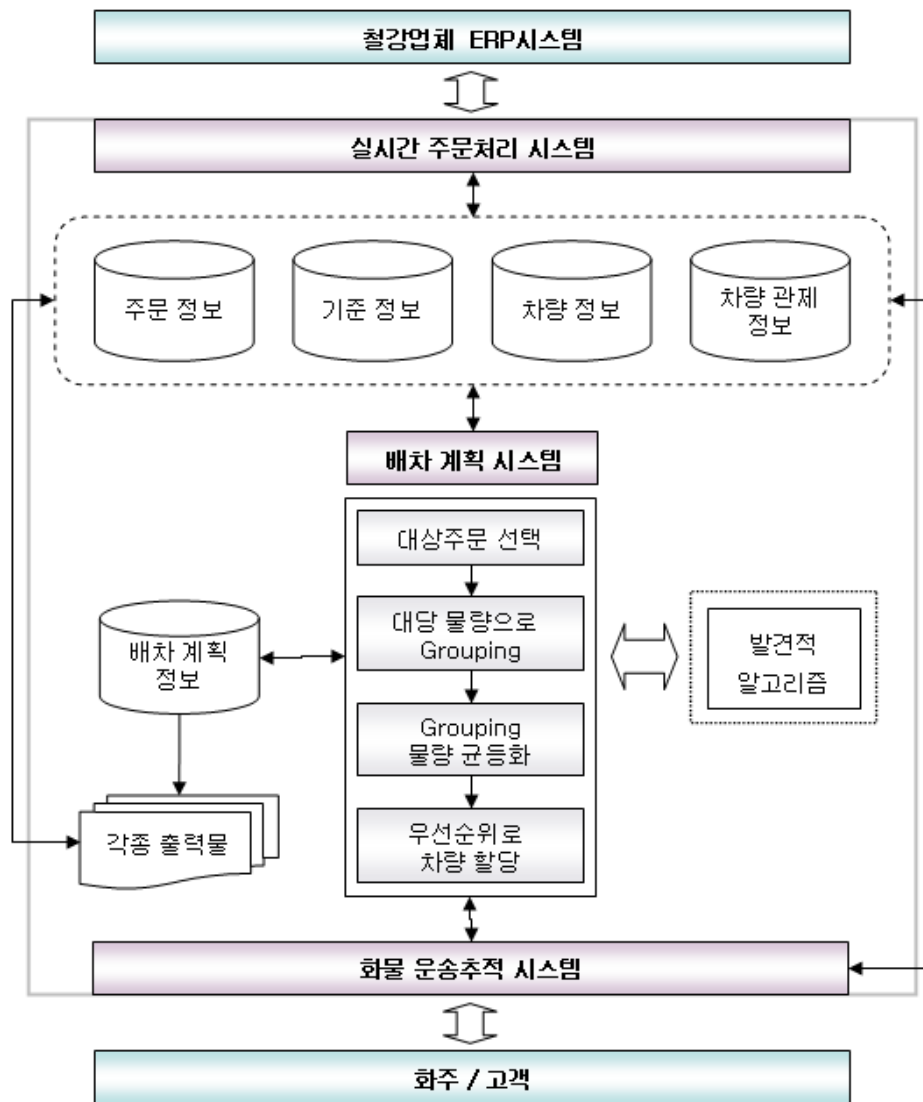 철강업체 ERP시스템
실시간 주문처리 시스템
주문 정보
기준 정보
차량 정보
차량 관제
정보
배차 계획 시스템
대상주문 선택
대당 물량으로
Grouping
발견적
알고리즘
배차 계획
정보
Grouping
물량 균등화
각종 출력물
우선순위로
차량 할당
화물 운송추적 시스템
화주 / 고객